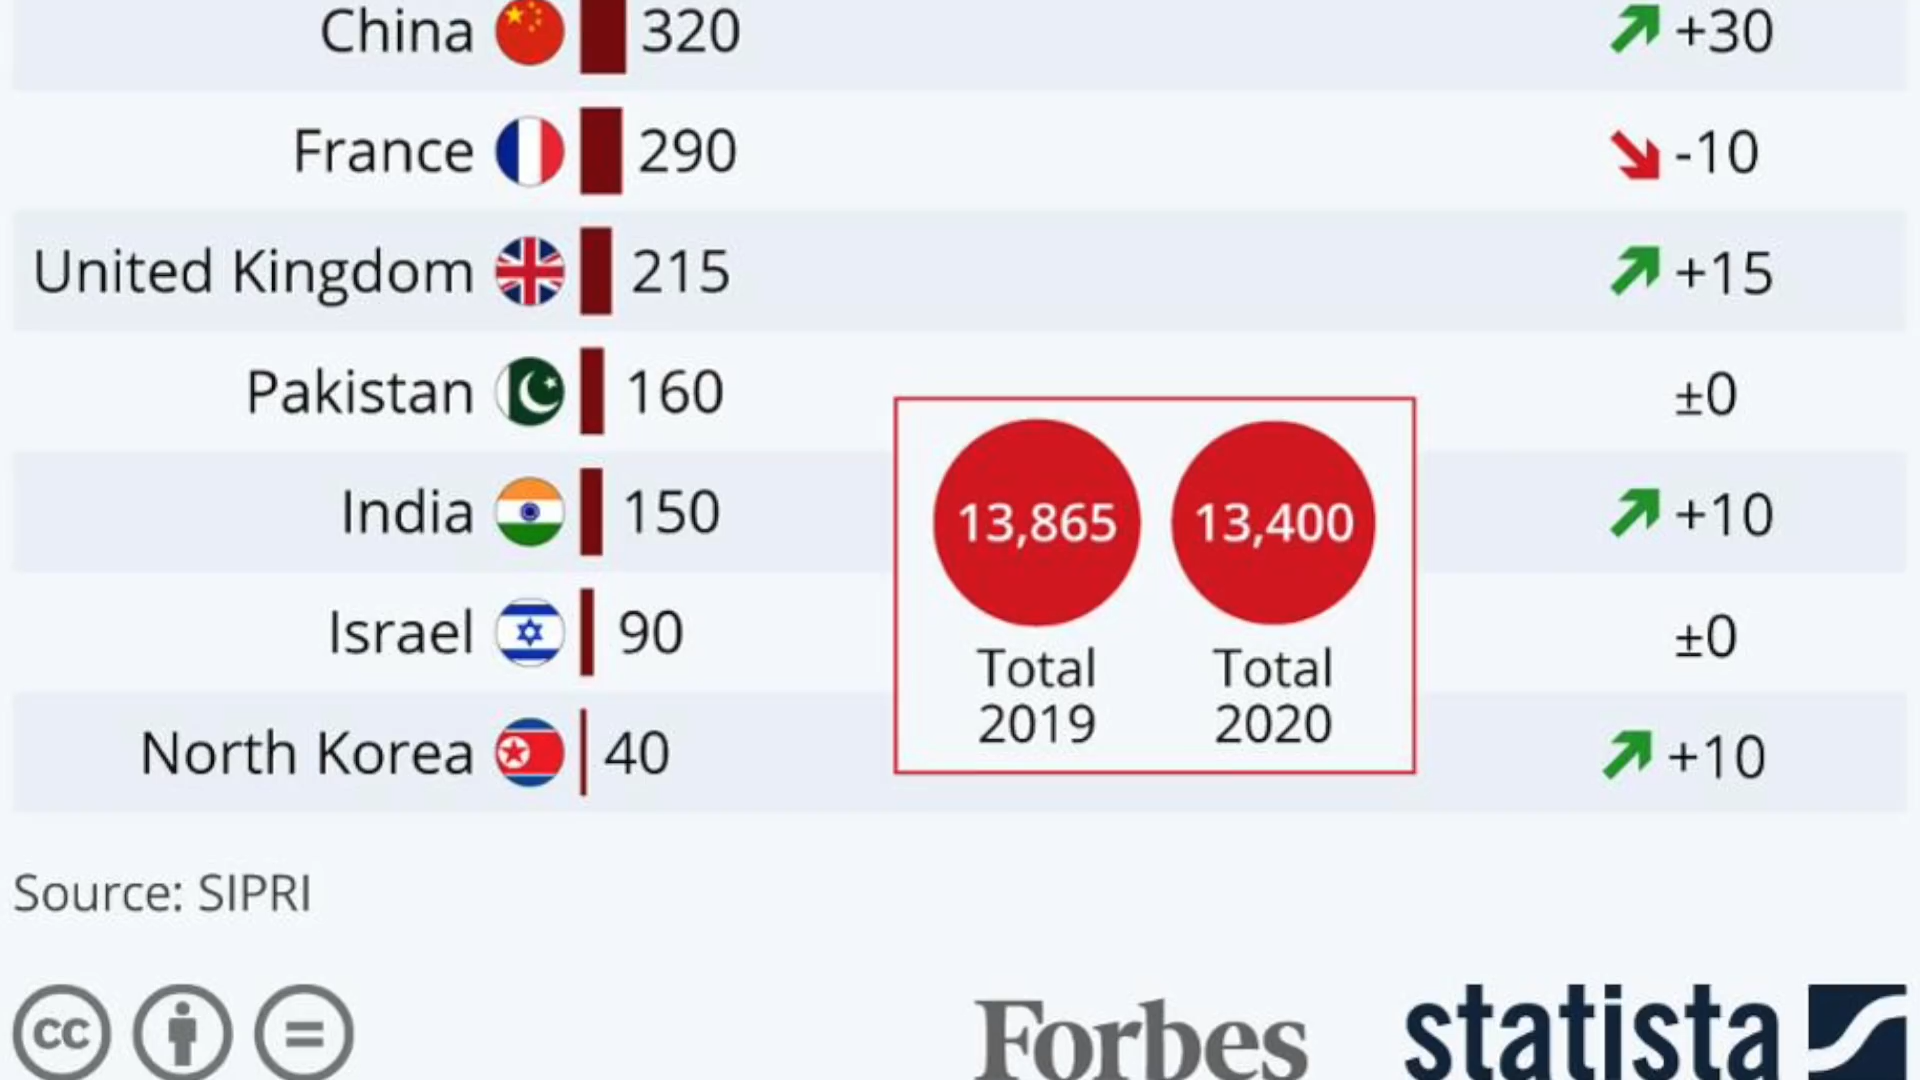 China 320 +30
France 290 -10
United Kingdom 215 +15
Pakistan 160 ±0
India 150 +10
Israel 90 ±0
North Korea 40 +10
13,865 13,400
Total Total
2019 2020
Source: SIPRI
cc =
Forbes statista